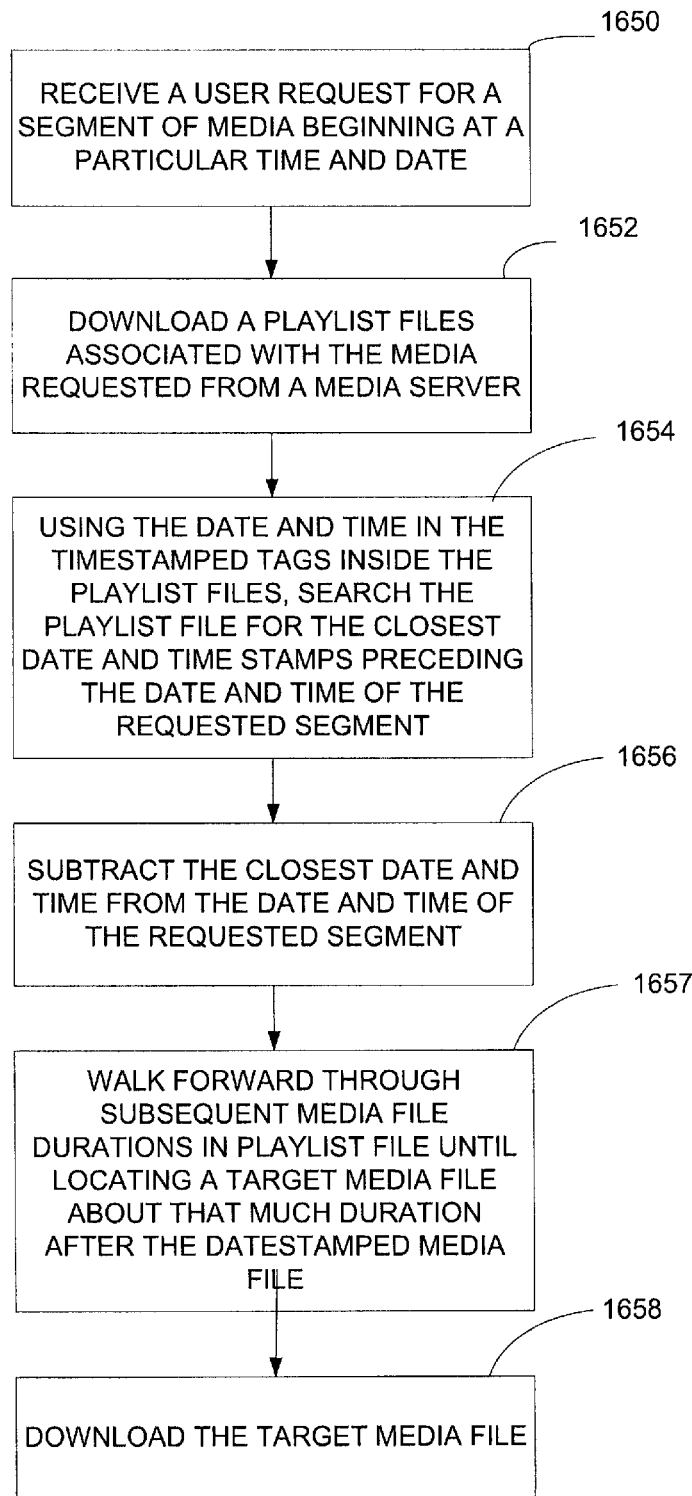 1650
RECEIVE A USER REQUEST FOR A
SEGMENT OF MEDIA BEGINNING AT A
PARTICULAR TIME AND DATE
1652
DOWNLOAD A PLAYLIST FILES
ASSOCIATED WITH THE MEDIA
REQUESTED FROM A MEDIA SERVER
1654
USING THE DATE AND TIME IN THE
TIMESTAMPED TAGS INSIDE THE
PLAYLIST FILES, SEARCH THE
PLAYLIST FILE FOR THE CLOSEST
DATE AND TIME STAMPS PRECEDING
THE DATE AND TIME OF THE
REQUESTED SEGMENT
1656
SUBTRACT THE CLOSEST DATE AND
TIME FROM THE DATE AND TIME OF
THE REQUESTED SEGMENT
1657
WALK FORWARD THROUGH
SUBSEQUENT MEDIA FILE
DURATIONS IN PLAYLIST FILE UNTIL
LOCATING A TARGET MEDIA FILE
ABOUT THAT MUCH DURATION
AFTER THE DATESTAMPED MEDIA
FILE
1658
DOWNLOAD THE TARGET MEDIA FILE